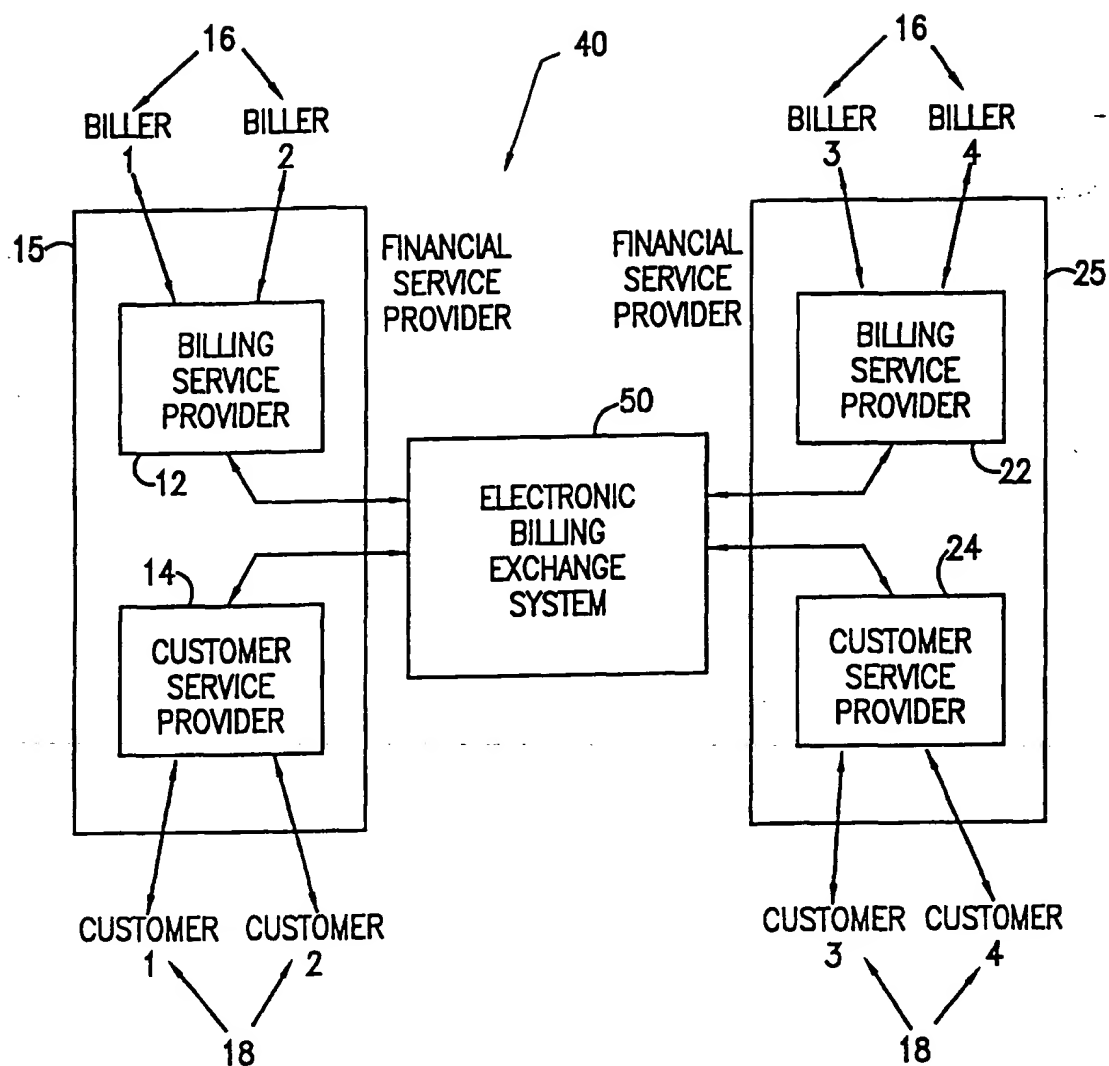 16
40
16
BILLER
1
BILLER
2
BILLER
3
BILLER
4
15
FINANCIAL
SERVICE
PROVIDER
FINANCIAL
SERVICE
PROVIDER
25
BILLING
SERVICE
PROVIDER
12
50
ELECTRONIC
BILLING
EXCHANGE
SYSTEM
BILLING
SERVICE
PROVIDER
22
14
CUSTOMER
SERVICE
PROVIDER
24
CUSTOMER
SERVICE
PROVIDER
CUSTOMER
1
CUSTOMER
2
CUSTOMER
3
CUSTOMER
4
18
18